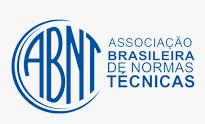 ABNT
ASSOCIAÇÃO
BRASILEIRA
DE NORMAS
TÉCNICAS